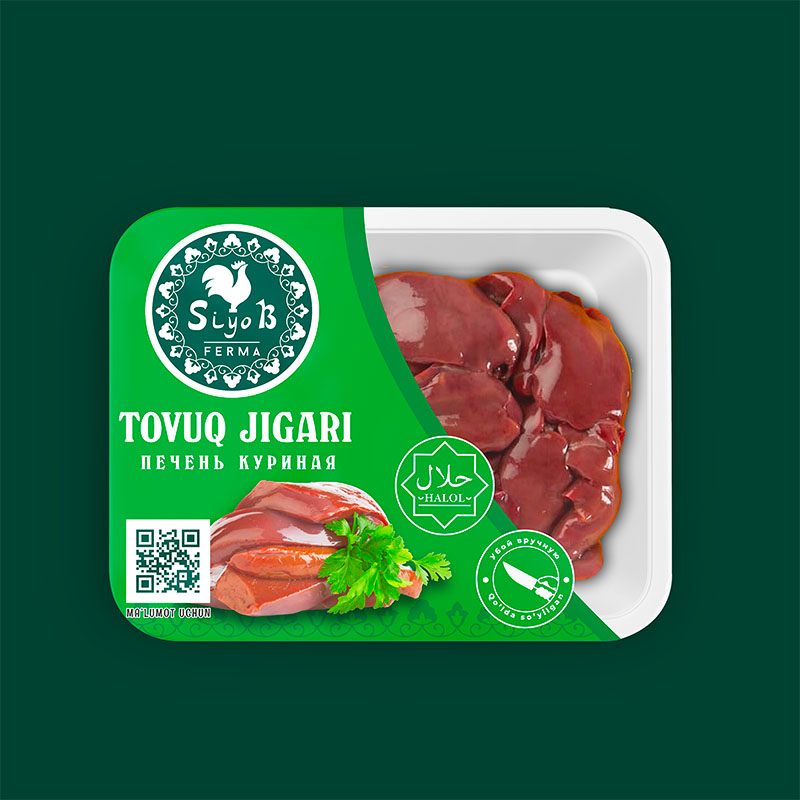 SiyoB
FERMA
TOVUQ JIGARI
ПЕЧЕНЬ КУРИНАЯ
حلال
HALOL
убой вручную
Qo'lda so'yilgan
MA'LUMOT UCHUN